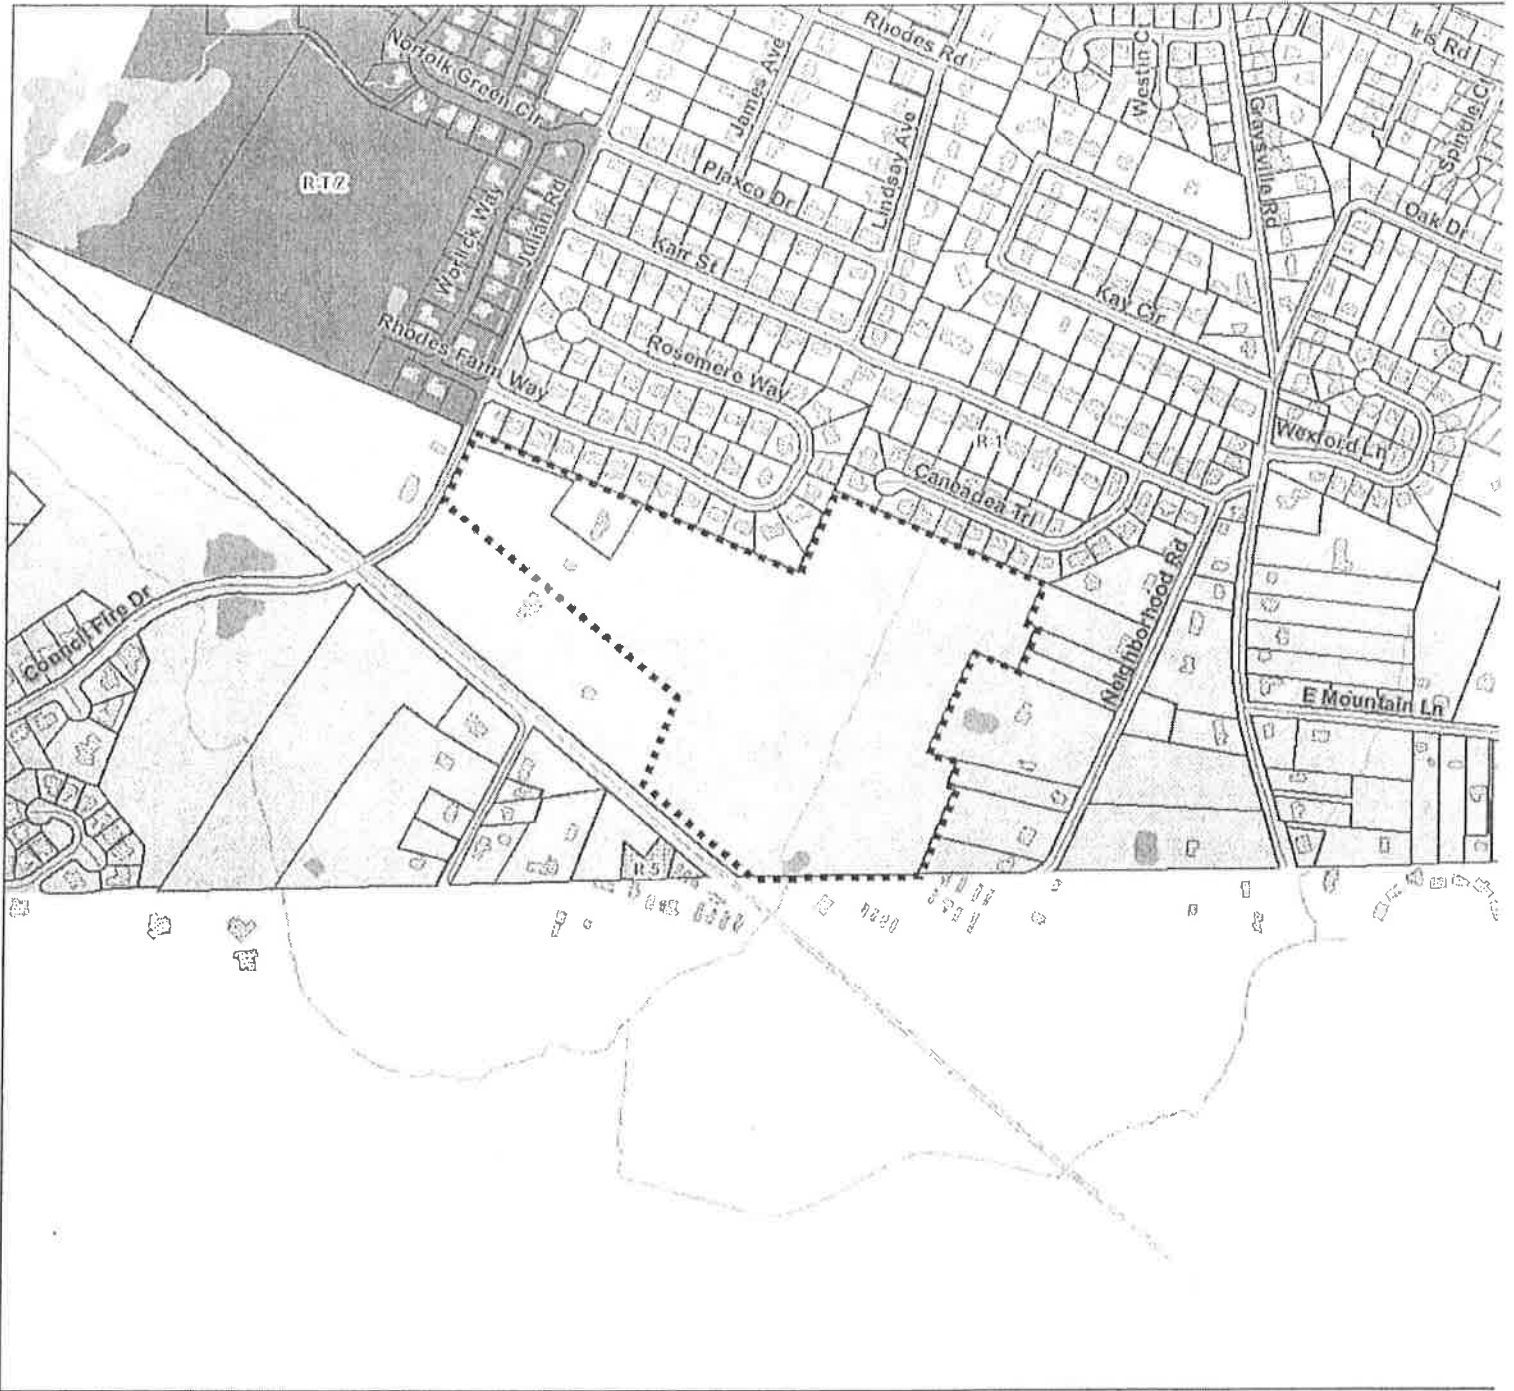 Rhodes Rd
Iris Rd
Norfolk Green Cir
James Ave
Westin Ct
Graysville Rd
Spindle Cr
R-T/Z
Plaxco Dr
Lindsay Ave
Oak Dr
Worlick Way
Julian Rd
Karr St
Kay Cir
Rhodes Farm Way
Rosemere Way
R-1
Wexford Ln
Caneadea Trl
Council Fire Dr
Neighborhood Rd
E Mountain Ln
R-5